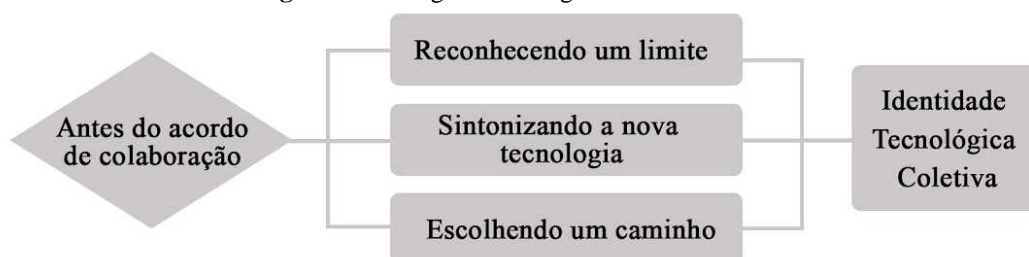 Antes do acordo
de colaboração
Reconhecendo um limite
Sintonizando a nova
tecnologia
Escolhendo um caminho
Identidade
Tecnológica
Coletiva